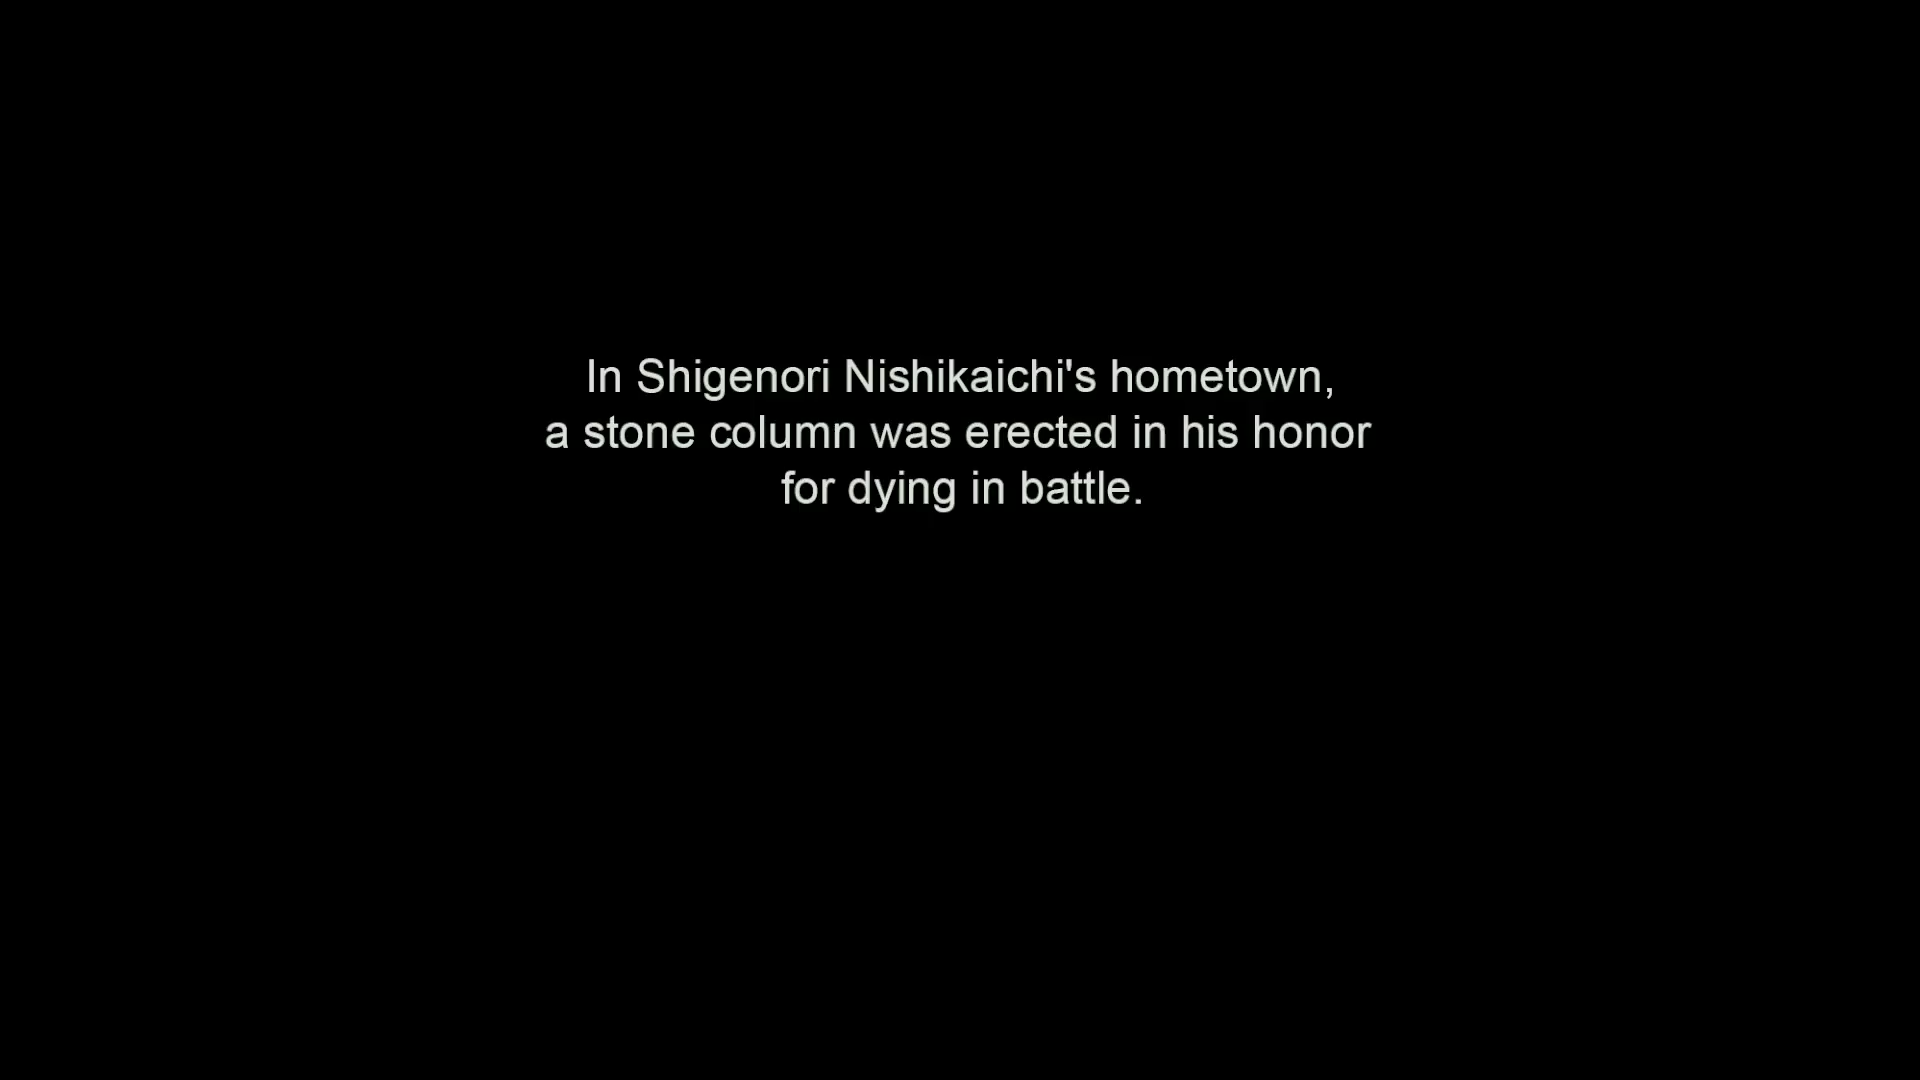 In Shigenori Nishikaichi's hometown,
a stone column was erected in his honor
for dying in battle.